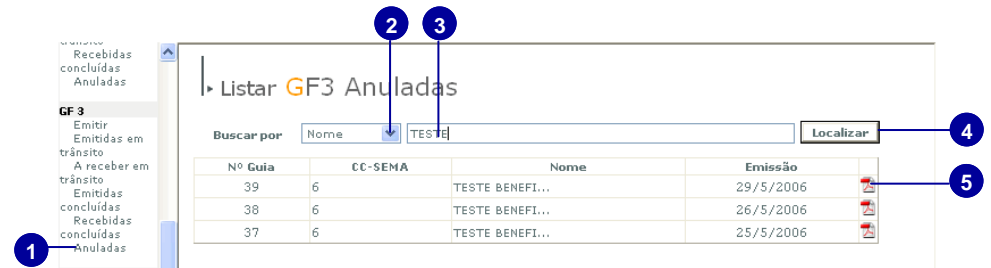 2 3
trânsito
Recebidas
concluídas
Anuladas
GF 3
Emitir
Emitidas em
trânsito
A receber em
trânsito
Emitidas
concluídas
Recebidas
concluídas
Anuladas
1
Listar GF3 Anuladas
Buscar por Nome TESTE Localizar 4
Nº Guia CC-SEMA Nome Emissão
39 6 TESTE BENEFI... 29/5/2006 5
38 6 TESTE BENEFI... 26/5/2006
37 6 TESTE BENEFI... 25/5/2006